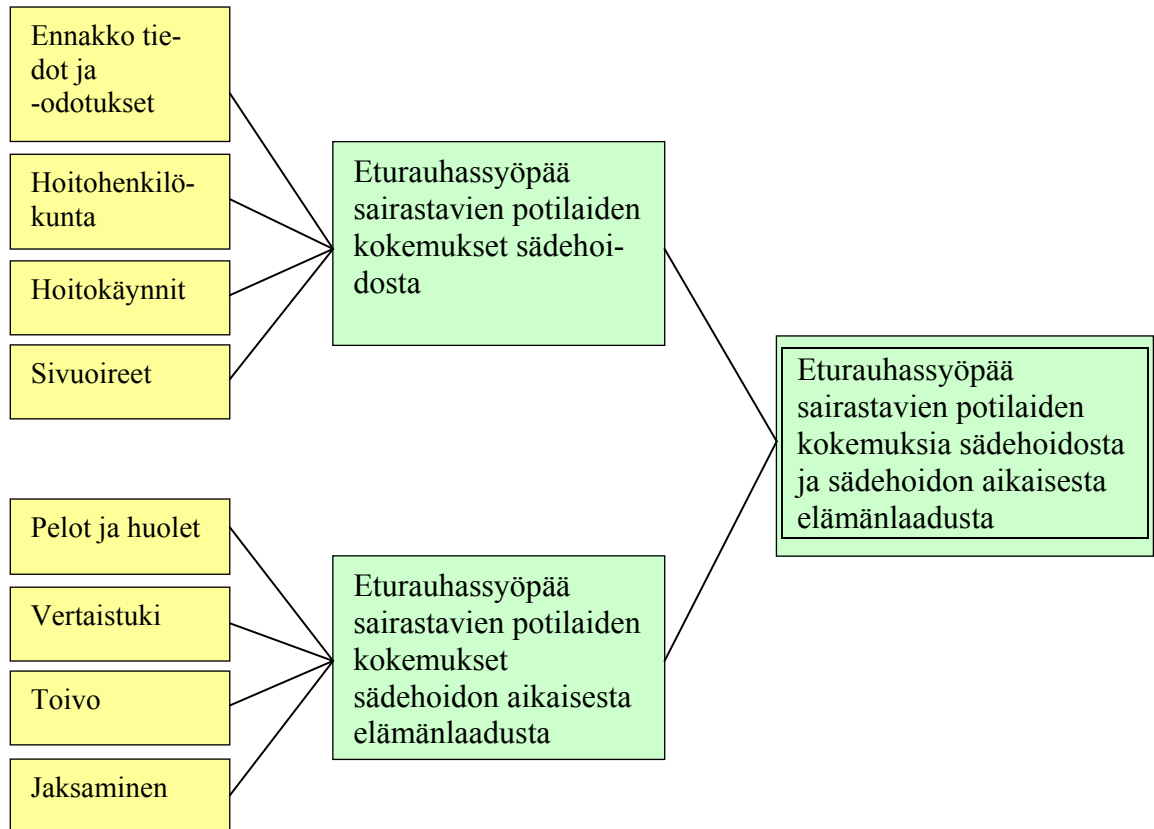 Ennakko tie-
dot ja
-odotukset
Hoitohenkilö-
kunta
Hoitokäynnit
Sivuoireet
Eturauhassyöpää
sairastavien potilaiden
kokemukset sädehoi-
dosta
Pelot ja huolet
Vertaistuki
Toivo
Jaksaminen
Eturauhassyöpää
sairastavien potilaiden
kokemukset
sädehoidon aikaisesta
elämänlaadusta
Eturauhassyöpää
sairastavien potilaiden
kokemuksia sädehoidosta
ja sädehoidon aikaisesta
elämänlaadusta